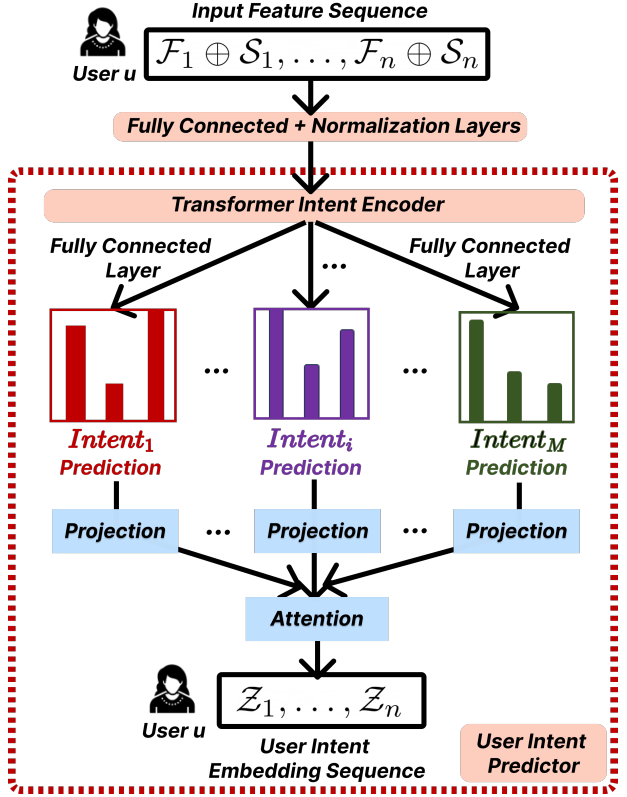 Input Feature Sequence
User u
ℱ₁ ⊕ 𝒮₁, . . . , ℱₙ ⊕ 𝒮ₙ
Fully Connected + Normalization Layers
Transformer Intent Encoder
Fully Connected
Layer
...
Fully Connected
Layer
...
...
Intent₁
Prediction
Intentᵢ
Prediction
Intent_M
Prediction
Projection
...
Projection
...
Projection
Attention
User u
𝒵₁, . . . , 𝒵ₙ
User Intent
Embedding Sequence
User Intent
Predictor